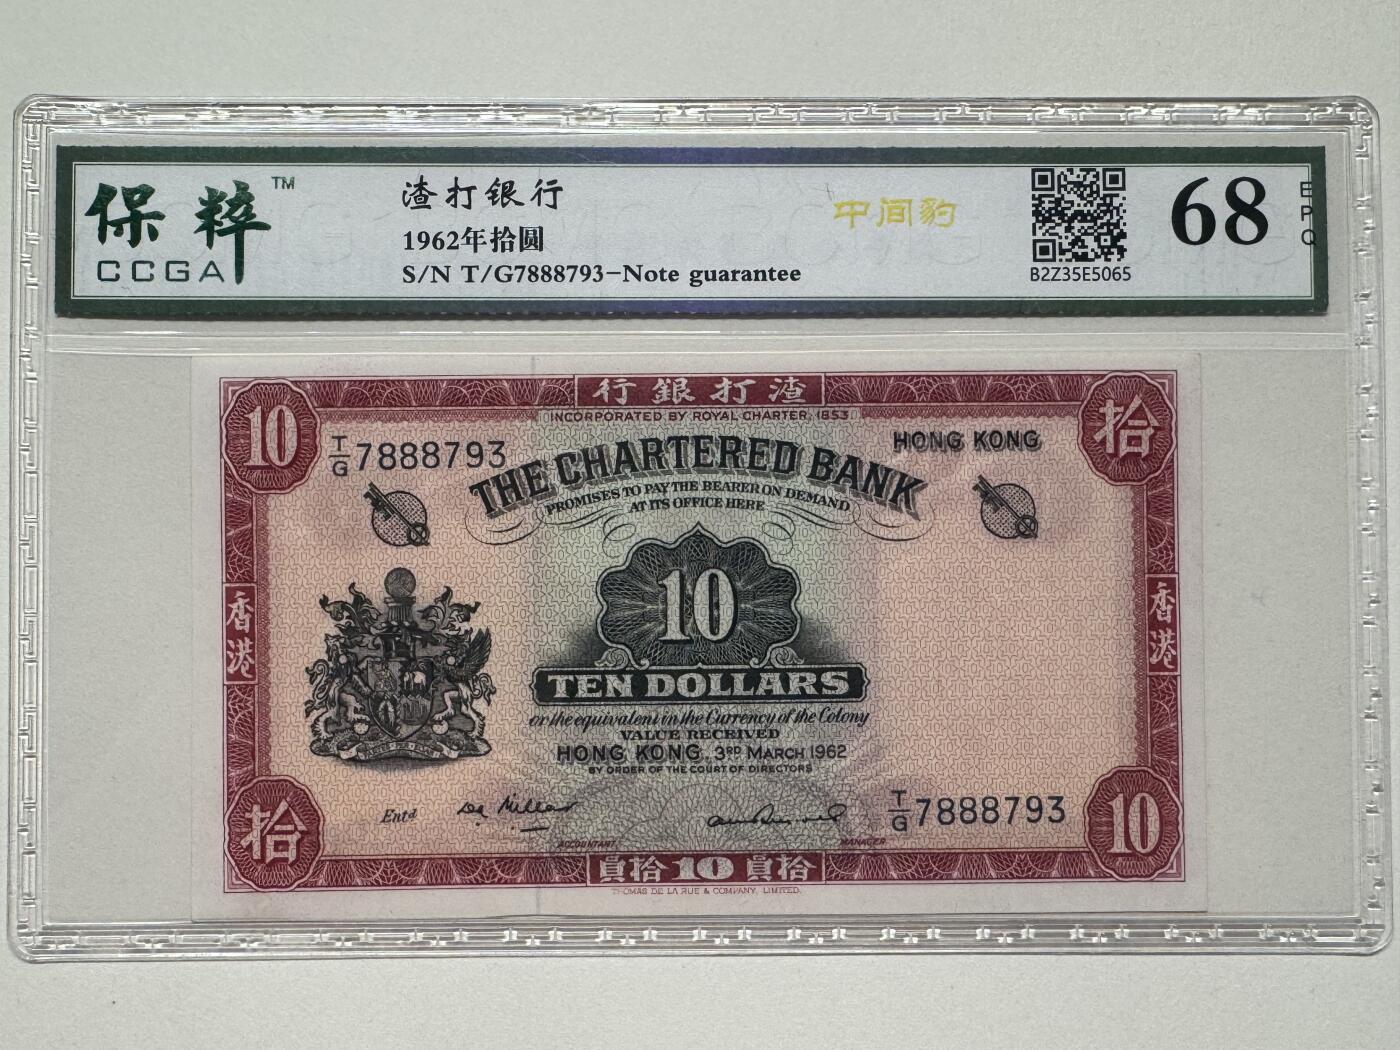 保粹 TM
CCGA
渣打银行
1962年拾圆
S/N T/G7888793-Note guarantee
中间豹
B2Z35E5065
68
EPQ
行銀打渣
INCORPORATED BY ROYAL CHARTER, 1853
10
拾
T/G 7888793
HONG KONG
THE CHARTERED BANK
PROMISES TO PAY THE BEARER ON DEMAND
AT ITS OFFICE HERE
10
香港
香港
TEN DOLLARS
or the equivalent in the Currency of the Colony
VALUE RECEIVED
HONG KONG, 3RD MARCH 1962
BY ORDER OF THE COURT OF DIRECTORS
Entd
T/G 7888793
拾
10
ACCOUNTANT
MANAGER
員拾10員拾
THOMAS DE LA RUE & COMPANY, LIMITED.